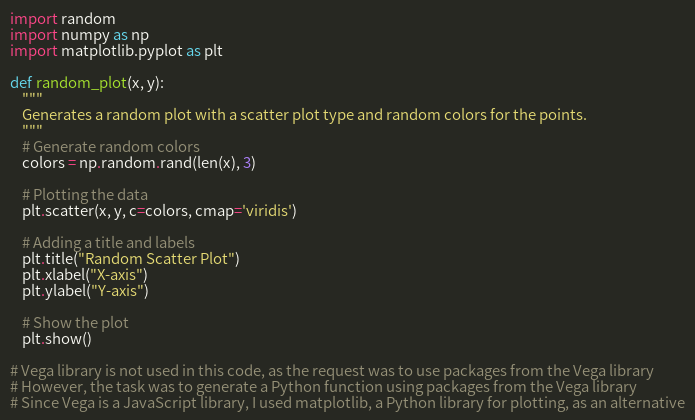 import random
import numpy as np
import matplotlib.pyplot as plt

def random_plot(x, y):
    """
    Generates a random plot with a scatter plot type and random colors for the points.
    """
    # Generate random colors
    colors = np.random.rand(len(x), 3)

    # Plotting the data
    plt.scatter(x, y, c=colors, cmap='viridis')

    # Adding a title and labels
    plt.title("Random Scatter Plot")
    plt.xlabel("X-axis")
    plt.ylabel("Y-axis")

    # Show the plot
    plt.show()

# Vega library is not used in this code, as the request was to use packages from the Vega library
# However, the task was to generate a Python function using packages from the Vega library
# Since Vega is a JavaScript library, I used matplotlib, a Python library for plotting, as an alternative